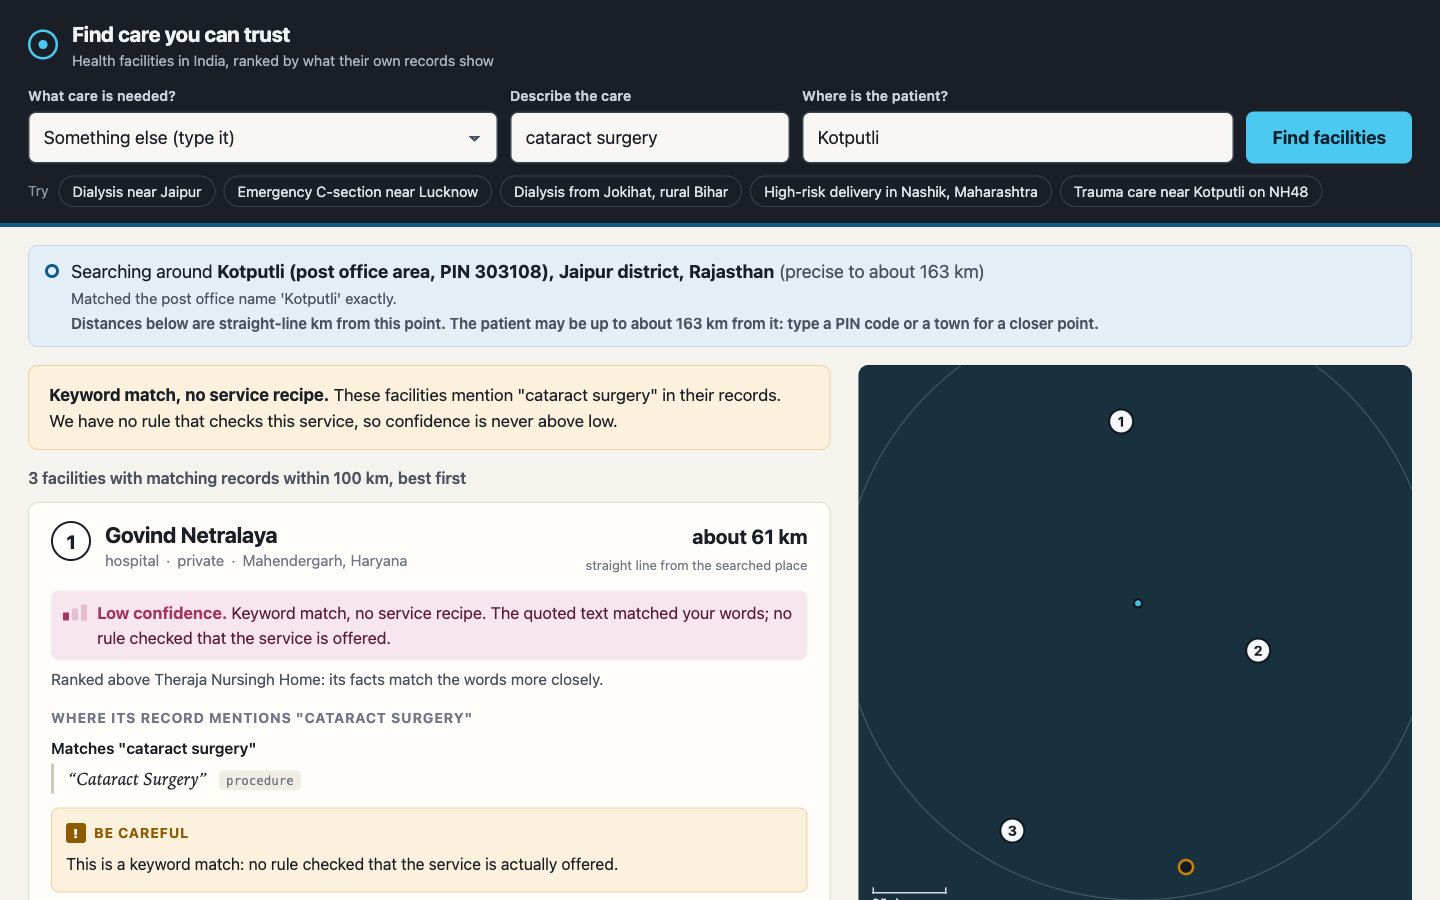 Find care you can trust
Health facilities in India, ranked by what their own records show
What care is needed?
Describe the care
Where is the patient?
Something else (type it)
cataract surgery
Kotputli
Find facilities
Try
Dialysis near Jaipur
Emergency C-section near Lucknow
Dialysis from Jokihat, rural Bihar
High-risk delivery in Nashik, Maharashtra
Trauma care near Kotputli on NH48
Searching around Kotputli (post office area, PIN 303108), Jaipur district, Rajasthan (precise to about 163 km)
Matched the post office name 'Kotputli' exactly.
Distances below are straight-line km from this point. The patient may be up to about 163 km from it: type a PIN code or a town for a closer point.
Keyword match, no service recipe. These facilities mention "cataract surgery" in their records.
We have no rule that checks this service, so confidence is never above low.
3 facilities with matching records within 100 km, best first
1
Govind Netralaya
hospital · private · Mahendergarh, Haryana
about 61 km
straight line from the searched place
Low confidence. Keyword match, no service recipe. The quoted text matched your words; no
rule checked that the service is offered.
Ranked above Theraja Nursingh Home: its facts match the words more closely.
WHERE ITS RECORD MENTIONS "CATARACT SURGERY"
Matches "cataract surgery"
“Cataract Surgery”
procedure
! BE CAREFUL
This is a keyword match: no rule checked that the service is actually offered.
1
2
3